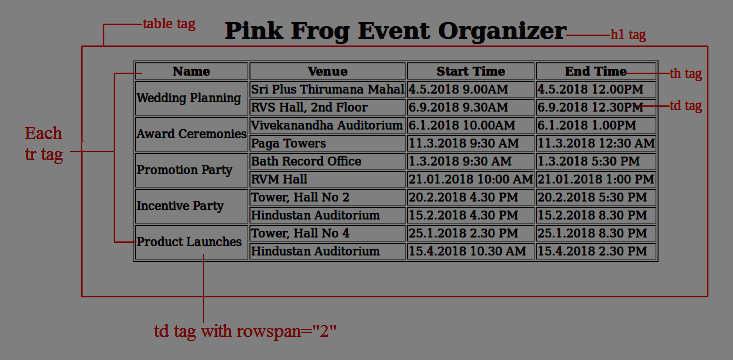 table tag
Pink Frog Event Organizer
h1 tag
Name Venue Start Time End Time
th tag
Wedding Planning Sri Plus Thirumana Mahal 4.5.2018 9.00AM 4.5.2018 12.00PM
RVS Hall, 2nd Floor 6.9.2018 9.30AM 6.9.2018 12.30PM
td tag
Award Ceremonies Vivekanandha Auditorium 6.1.2018 10.00AM 6.1.2018 1.00PM
Paga Towers 11.3.2018 9:30 AM 11.3.2018 12:30 AM
Each
tr tag
Promotion Party Bath Record Office 1.3.2018 9:30 AM 1.3.2018 5:30 PM
RVM Hall 21.01.2018 10:00 AM 21.01.2018 1:00 PM
Incentive Party Tower, Hall No 2 20.2.2018 4.30 PM 20.2.2018 5:30 PM
Hindustan Auditorium 15.2.2018 4.30 PM 15.2.2018 8.30 PM
Product Launches Tower, Hall No 4 25.1.2018 2.30 PM 25.1.2018 8.30 PM
Hindustan Auditorium 15.4.2018 10.30 AM 15.4.2018 2.30 PM
td tag with rowspan="2"